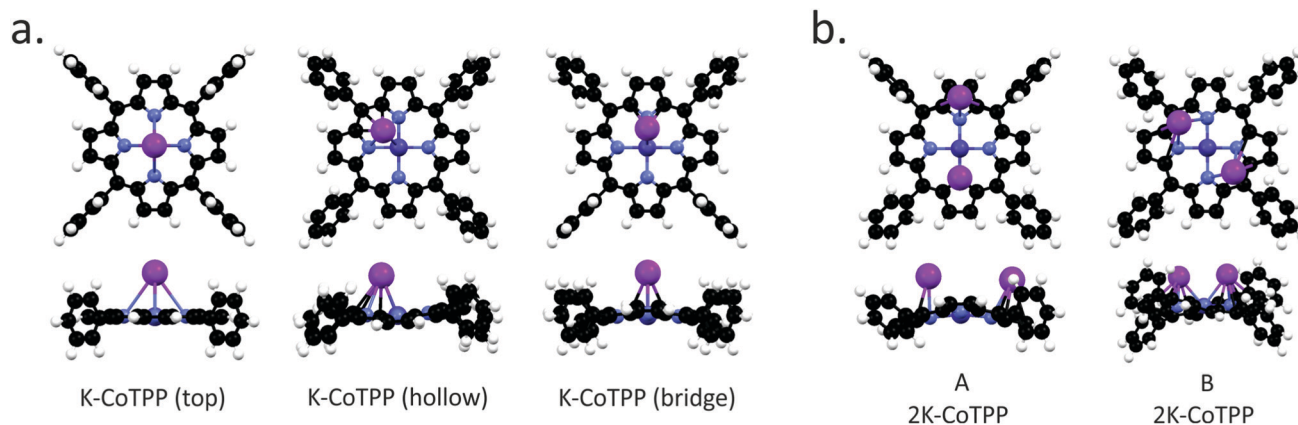 a.
b.
K-CoTPP (top)
K-CoTPP (hollow)
K-CoTPP (bridge)
A
2K-CoTPP
B
2K-CoTPP